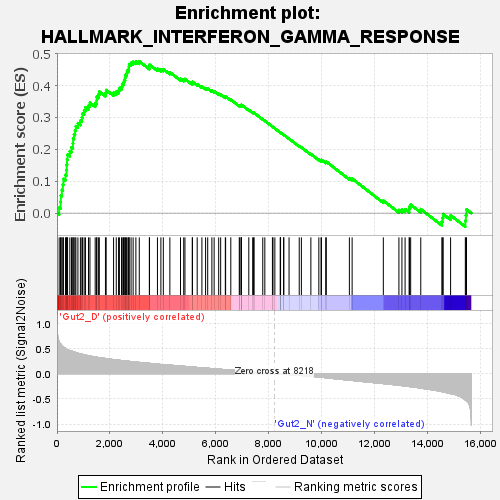 Enrichment plot:
HALLMARK_INTERFERON_GAMMA_RESPONSE
Enrichment score (ES)
0.5
0.4
0.3
0.2
0.1
0.0
'Gut2_D' (positively correlated)
Ranked list metric (Signal2Noise)
1.0
0.5
0.0
-0.5
-1.0
Zero cross at 8218
'Gut2_N' (negatively correlated)
0
2,000
4,000
6,000
8,000
10,000
12,000
14,000
16,000
Rank in Ordered Dataset
Enrichment profile
Hits
Ranking metric scores